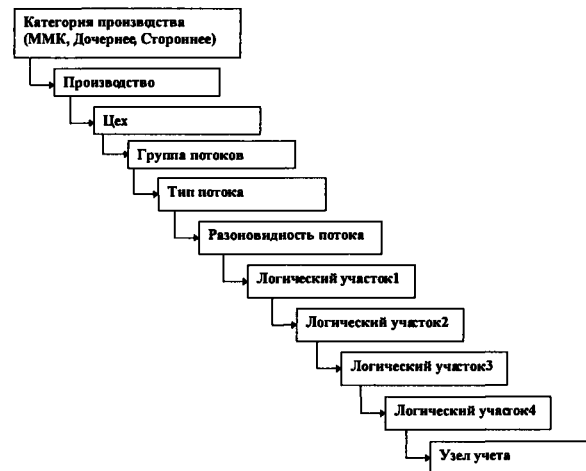 Категория производства
(ММК, Дочернее, Стороннее)
Производство
Цех
Группа потоков
Тип потока
Разоновидность потока
Логический участок1
Логический участок2
Логический участок3
Логический участок4
Узел учета